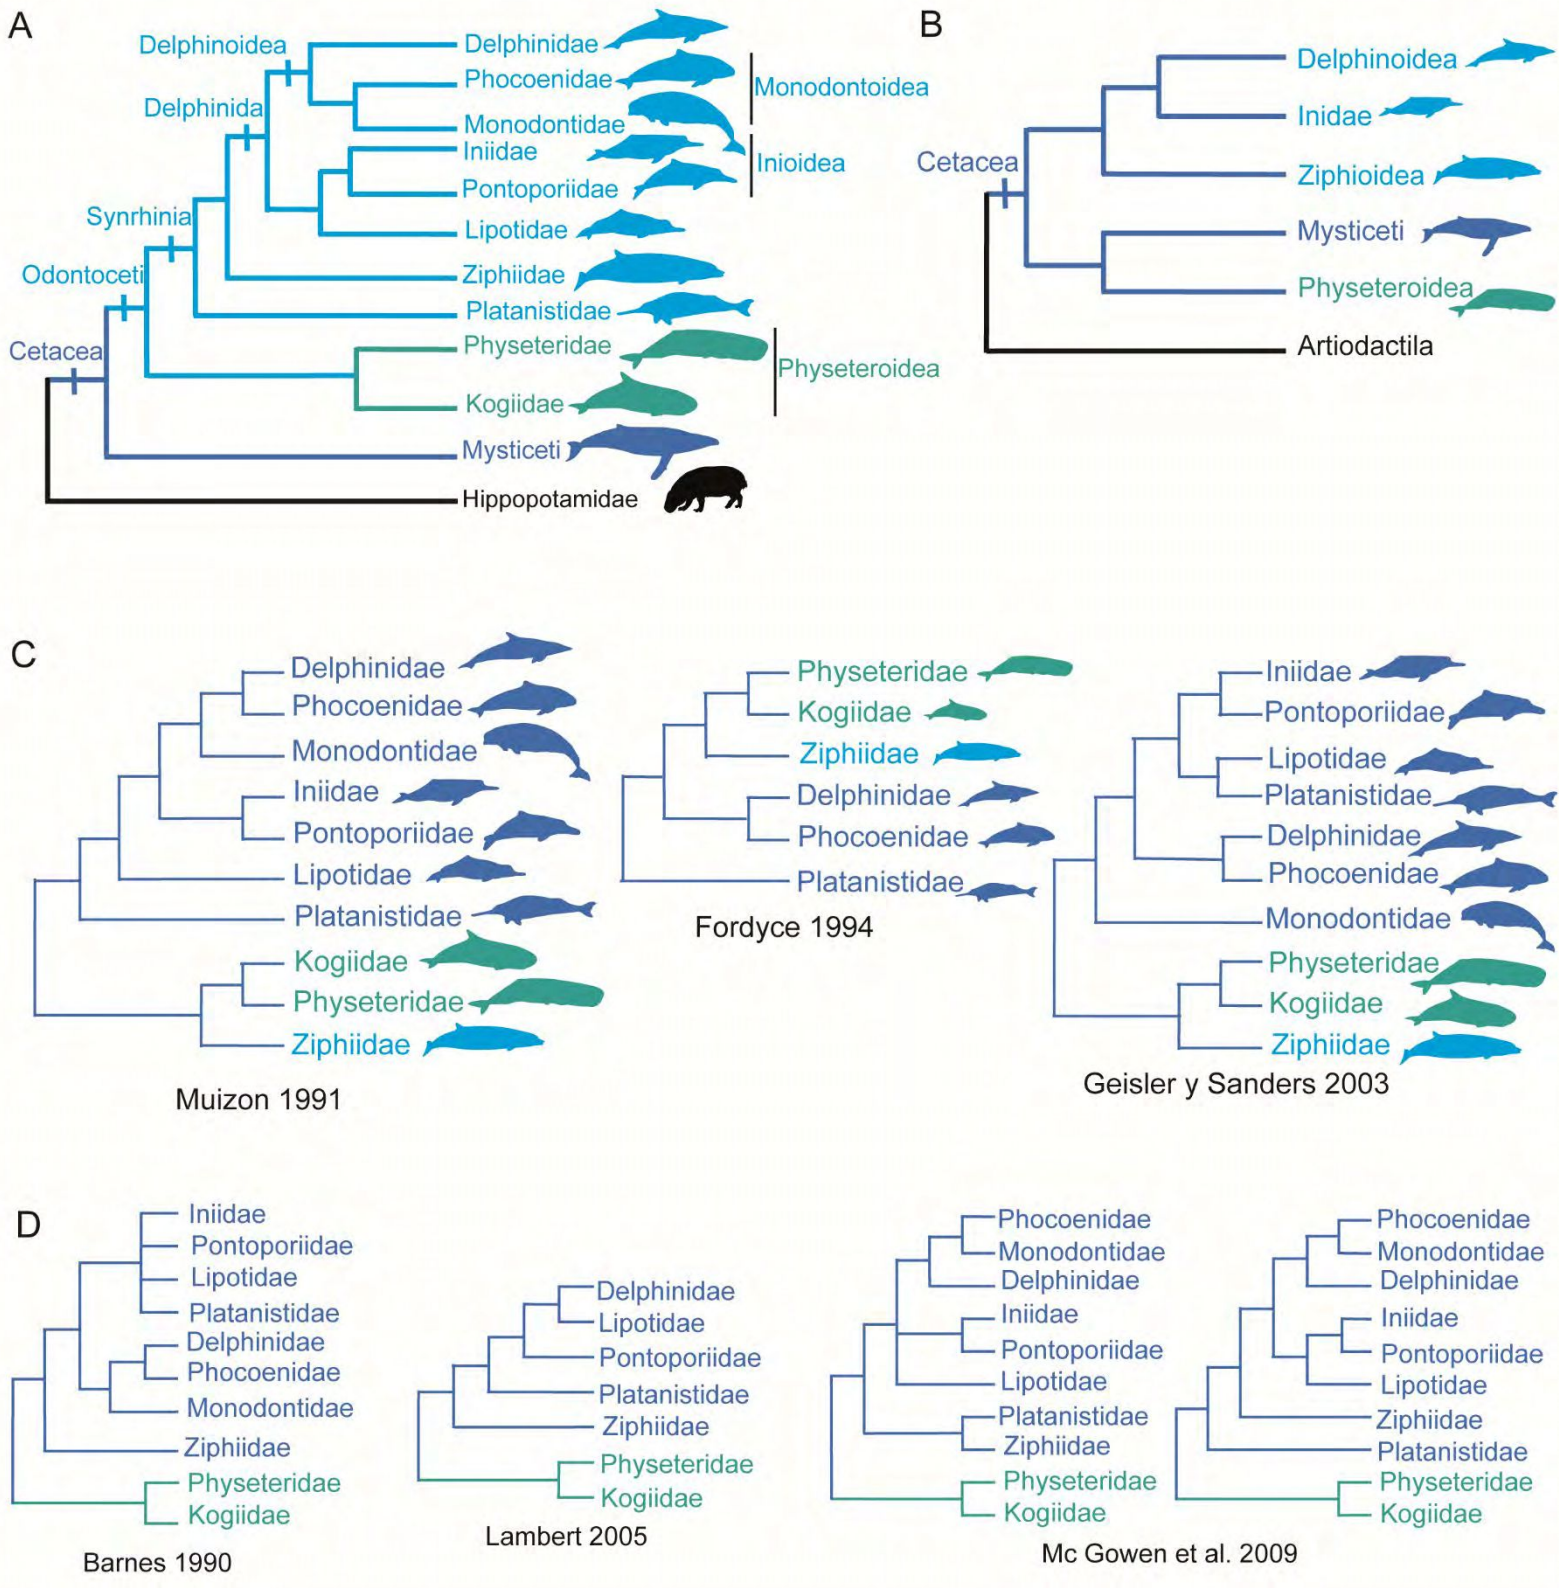 A
Delphinoidea
Delphinidae
Phocoenidae
Monodontoidea
Delphinida
Monodontidae
Iniidae
Inioidea
Pontoporiidae
Synrhinia
Lipotidae
Odontoceti
Ziphiidae
Platanistidae
Cetacea
Physeteridae
Physeteroidea
Kogiidae
Mysticeti
Hippopotamidae
B
Delphinoidea
Inidae
Cetacea
Ziphioidea
Mysticeti
Physeteroidea
Artiodactila
C
Delphinidae
Phocoenidae
Monodontidae
Iniidae
Pontoporiidae
Lipotidae
Platanistidae
Kogiidae
Physeteridae
Ziphiidae
Muizon 1991
Physeteridae
Kogiidae
Ziphiidae
Delphinidae
Phocoenidae
Platanistidae
Fordyce 1994
Iniidae
Pontoporiidae
Lipotidae
Platanistidae
Delphinidae
Phocoenidae
Monodontidae
Physeteridae
Kogiidae
Ziphiidae
Geisler y Sanders 2003
D
Iniidae
Pontoporiidae
Lipotidae
Platanistidae
Delphinidae
Phocoenidae
Monodontidae
Ziphiidae
Physeteridae
Kogiidae
Barnes 1990
Delphinidae
Lipotidae
Pontoporiidae
Platanistidae
Ziphiidae
Physeteridae
Kogiidae
Lambert 2005
Phocoenidae
Monodontidae
Delphinidae
Iniidae
Pontoporiidae
Lipotidae
Platanistidae
Ziphiidae
Physeteridae
Kogiidae
Phocoenidae
Monodontidae
Delphinidae
Iniidae
Pontoporiidae
Lipotidae
Ziphiidae
Platanistidae
Physeteridae
Kogiidae
Mc Gowen et al. 2009